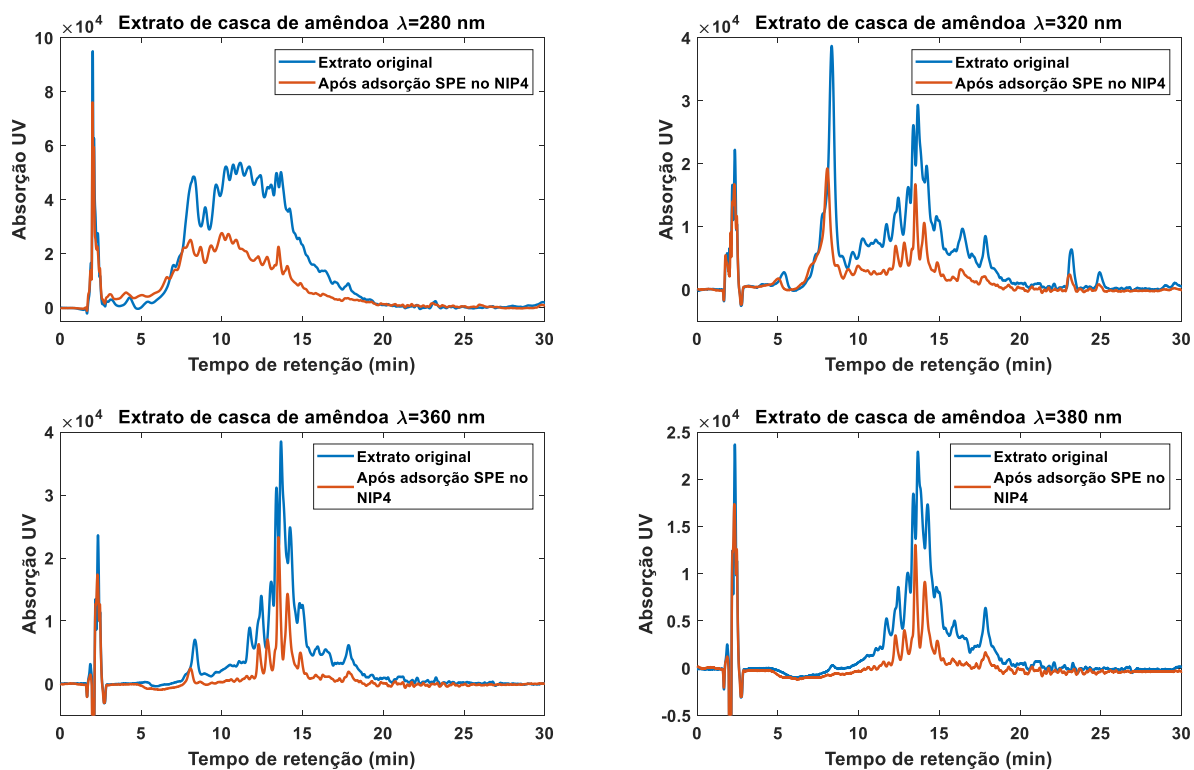 Extrato de casca de amêndoa λ=280 nm
×10⁴
10
8
6
4
2
0
Absorção UV
Extrato original
Após adsorção SPE no NIP4
0 5 10 15 20 25 30
Tempo de retenção (min)
Extrato de casca de amêndoa λ=320 nm
×10⁴
4
3
2
1
0
Absorção UV
Extrato original
Após adsorção SPE no NIP4
0 5 10 15 20 25 30
Tempo de retenção (min)
Extrato de casca de amêndoa λ=360 nm
×10⁴
4
3
2
1
0
Absorção UV
Extrato original
Após adsorção SPE no
NIP4
0 5 10 15 20 25 30
Tempo de retenção (min)
Extrato de casca de amêndoa λ=380 nm
×10⁴
2.5
2
1.5
1
0.5
0
-0.5
Absorção UV
Extrato original
Após adsorção SPE no
NIP4
0 5 10 15 20 25 30
Tempo de retenção (min)